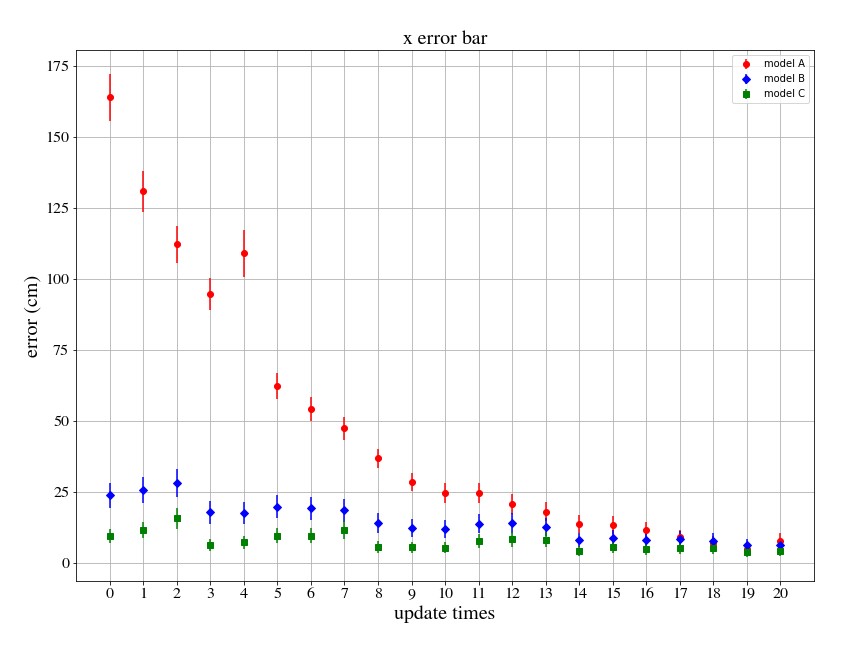 x error bar
model A
model B
model C
175
150
125
100
75
50
25
0
error (cm)
0 1 2 3 4 5 6 7 8 9 10 11 12 13 14 15 16 17 18 19 20
update times